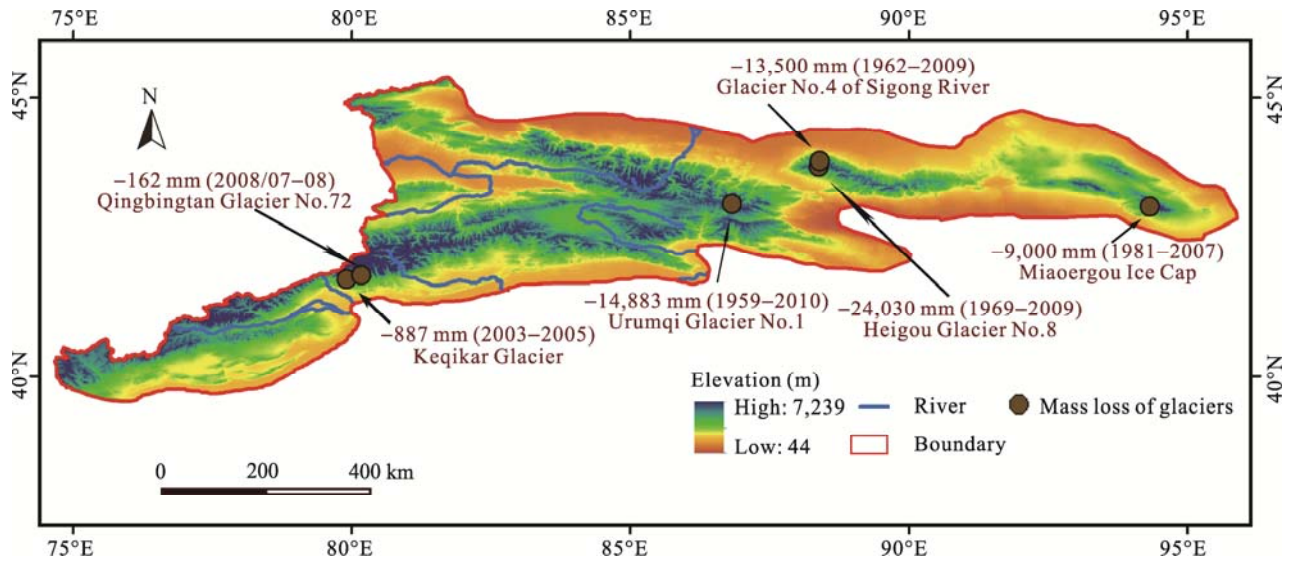 75°E
80°E
85°E
90°E
95°E
45°N
45°N
40°N
40°N
N
−13,500 mm (1962–2009)
Glacier No.4 of Sigong River
−162 mm (2008/07–08)
Qingbingtan Glacier No.72
−9,000 mm (1981–2007)
Miaoergou Ice Cap
−14,883 mm (1959–2010)
Urumqi Glacier No.1
−24,030 mm (1969–2009)
Heigou Glacier No.8
−887 mm (2003–2005)
Keqikar Glacier
Elevation (m)
High: 7,239
Low: 44
River
Boundary
Mass loss of glaciers
0 200 400 km
75°E
80°E
85°E
90°E
95°E